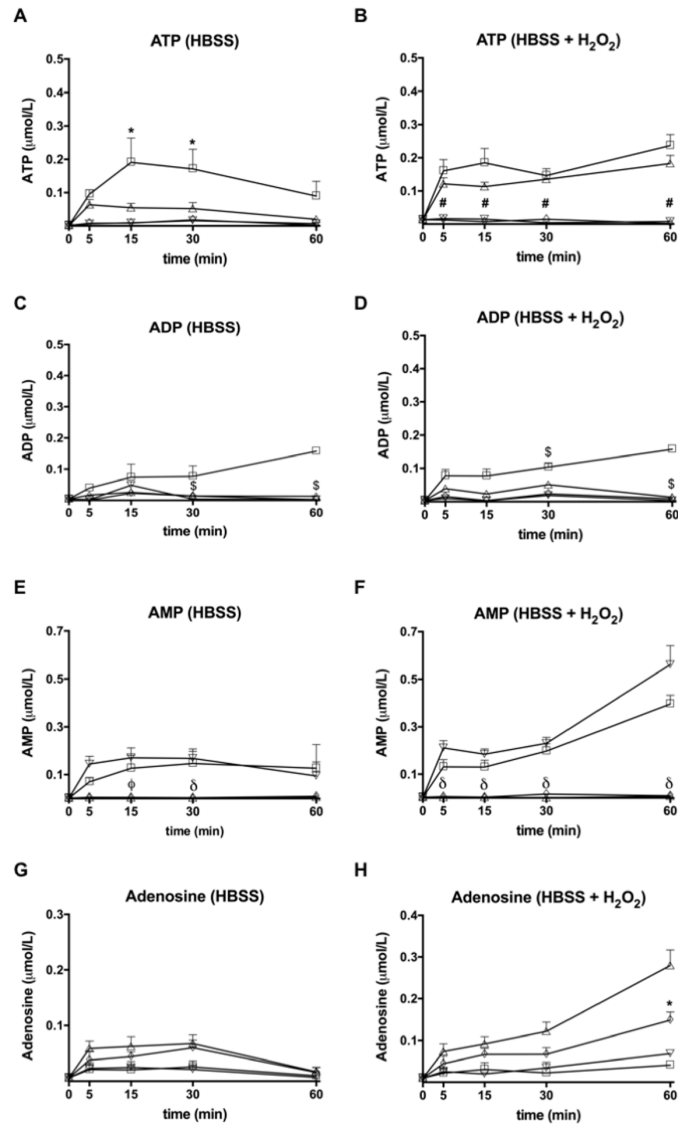 A
ATP (HBSS)
ATP (μmol/L)
0.5
0.4
0.3
0.2
0.1
* *
0 5 15 30 60
time (min)
B
ATP (HBSS + H₂O₂)
ATP (μmol/L)
0.5
0.4
0.3
0.2
0.1
# # # #
0 5 15 30 60
time (min)
C
ADP (HBSS)
ADP (μmol/L)
0.5
0.4
0.3
0.2
0.1
$ $
0 5 15 30 60
time (min)
D
ADP (HBSS + H₂O₂)
ADP (μmol/L)
0.5
0.4
0.3
0.2
0.1
$
$
0 5 15 30 60
time (min)
E
AMP (HBSS)
AMP (μmol/L)
0.7
0.5
0.3
0.1
ϕ δ
0 5 15 30 60
time (min)
F
AMP (HBSS + H₂O₂)
AMP (μmol/L)
0.7
0.5
0.3
0.1
δ δ δ δ
0 5 15 30 60
time (min)
G
Adenosine (HBSS)
Adenosine (μmol/L)
0.3
0.2
0.1
0 5 15 30 60
time (min)
H
Adenosine (HBSS + H₂O₂)
Adenosine (μmol/L)
0.4
0.3
0.2
0.1
*
0 5 15 30 60
time (min)